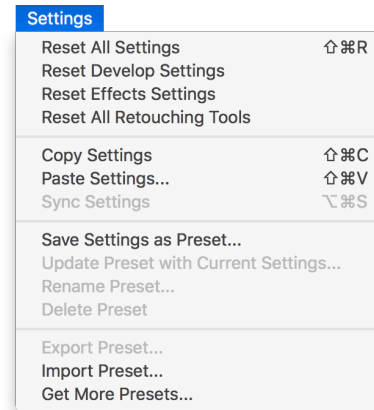 Settings
Reset All Settings ⇧⌘R
Reset Develop Settings
Reset Effects Settings
Reset All Retouching Tools
Copy Settings ⇧⌘C
Paste Settings... ⇧⌘V
Sync Settings ⌥⌘S
Save Settings as Preset...
Update Preset with Current Settings...
Rename Preset...
Delete Preset
Export Preset...
Import Preset...
Get More Presets...